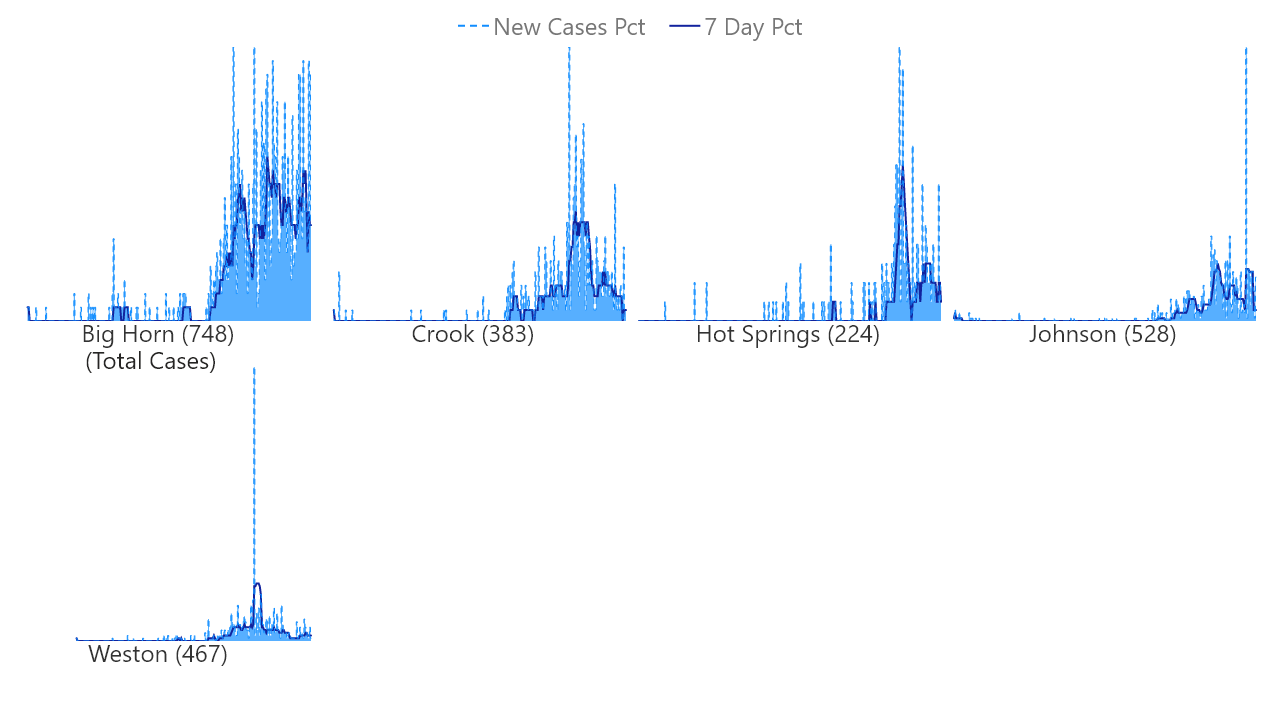 New Cases Pct 7 Day Pct
Big Horn (748)
(Total Cases)
Crook (383)
Hot Springs (224)
Johnson (528)
Weston (467)